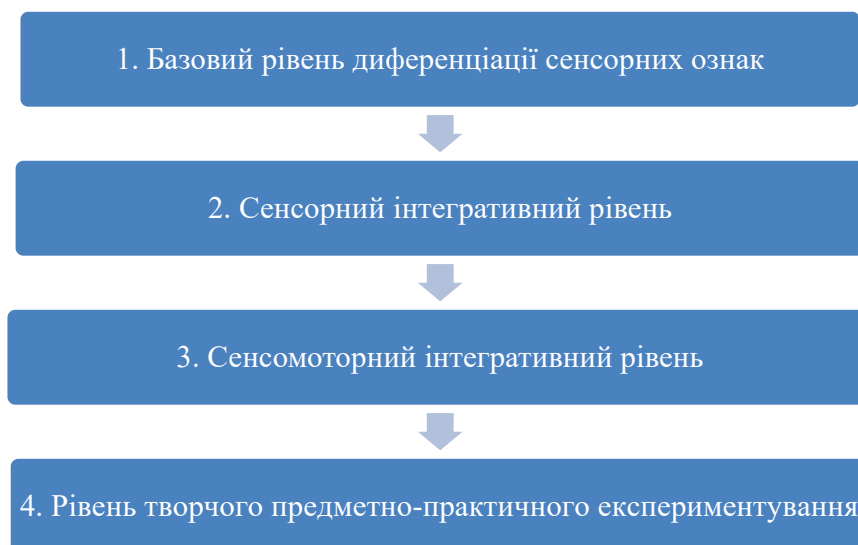 1. Базовий рівень диференціації сенсорних ознак
2. Сенсорний інтегративний рівень
3. Сенсомоторний інтегративний рівень
4. Рівень творчого предметно-практичного експериментування